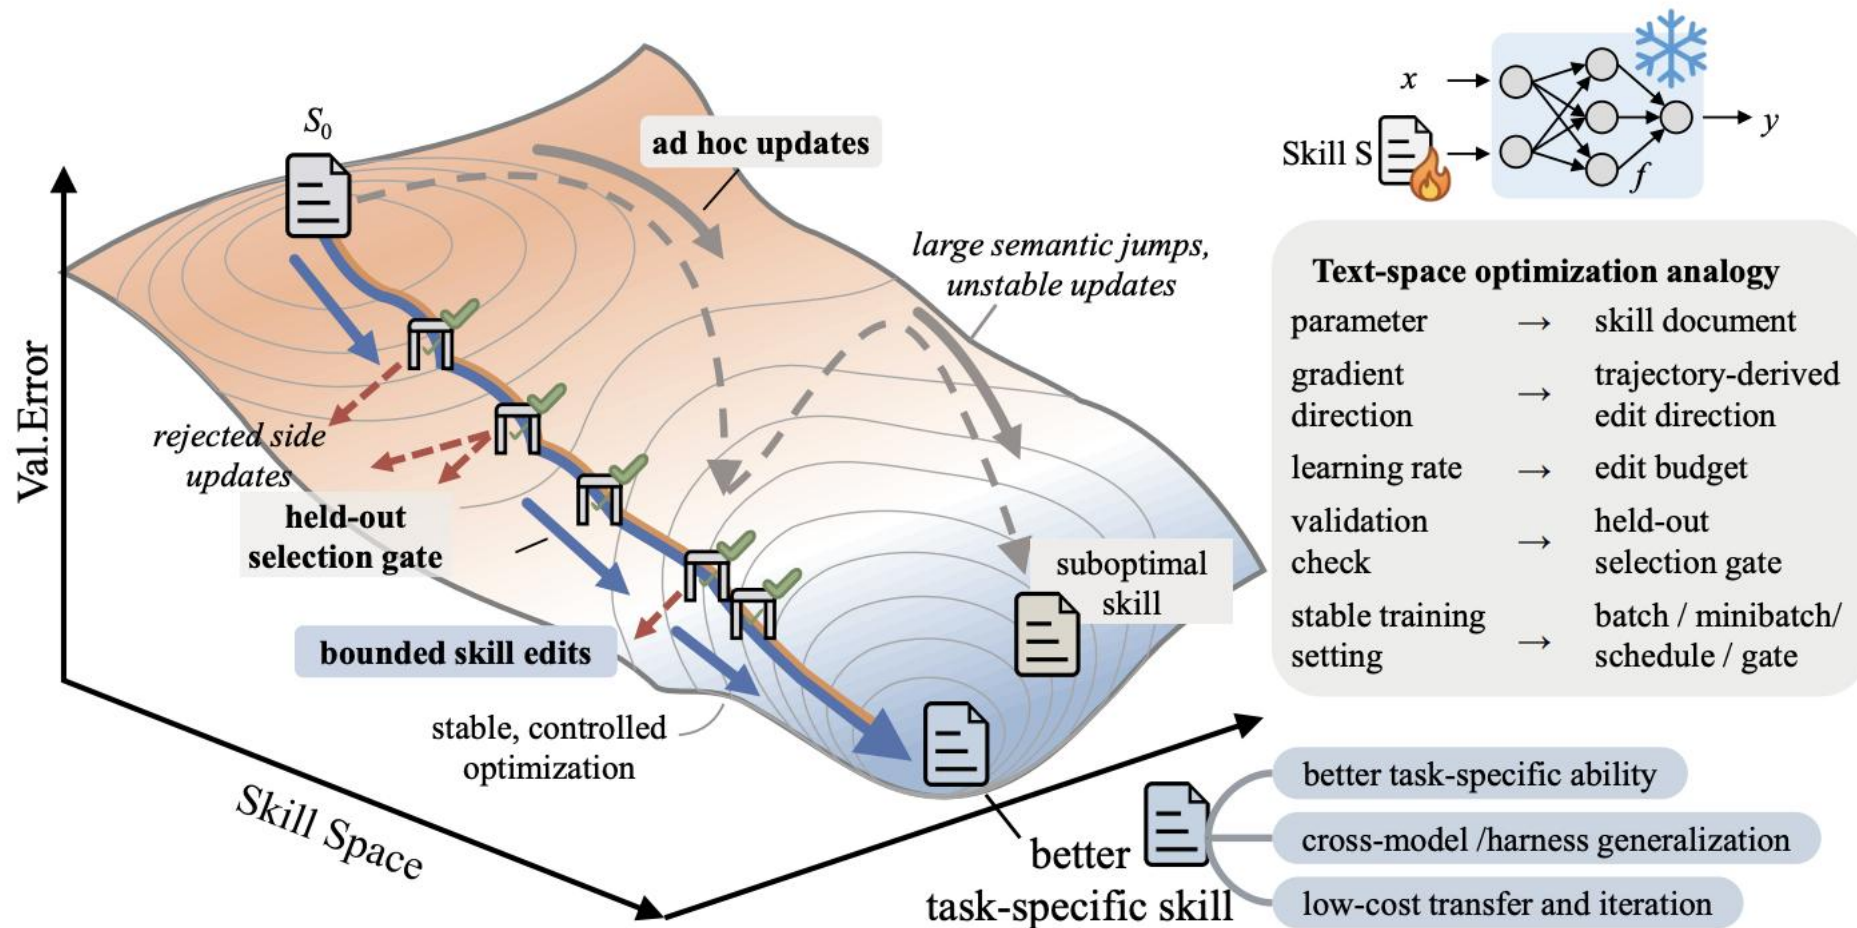 S₀
ad hoc updates
large semantic jumps,
unstable updates
Val.Error
rejected side
updates
held-out
selection gate
bounded skill edits
stable, controlled
optimization
suboptimal
skill
Skill Space
better
task-specific skill
x
Skill S
f
y
Text-space optimization analogy
parameter → skill document
gradient
direction
→
trajectory-derived
edit direction
learning rate → edit budget
validation
check
→
held-out
selection gate
stable training
setting
→
batch / minibatch/
schedule / gate
better task-specific ability
cross-model /harness generalization
low-cost transfer and iteration